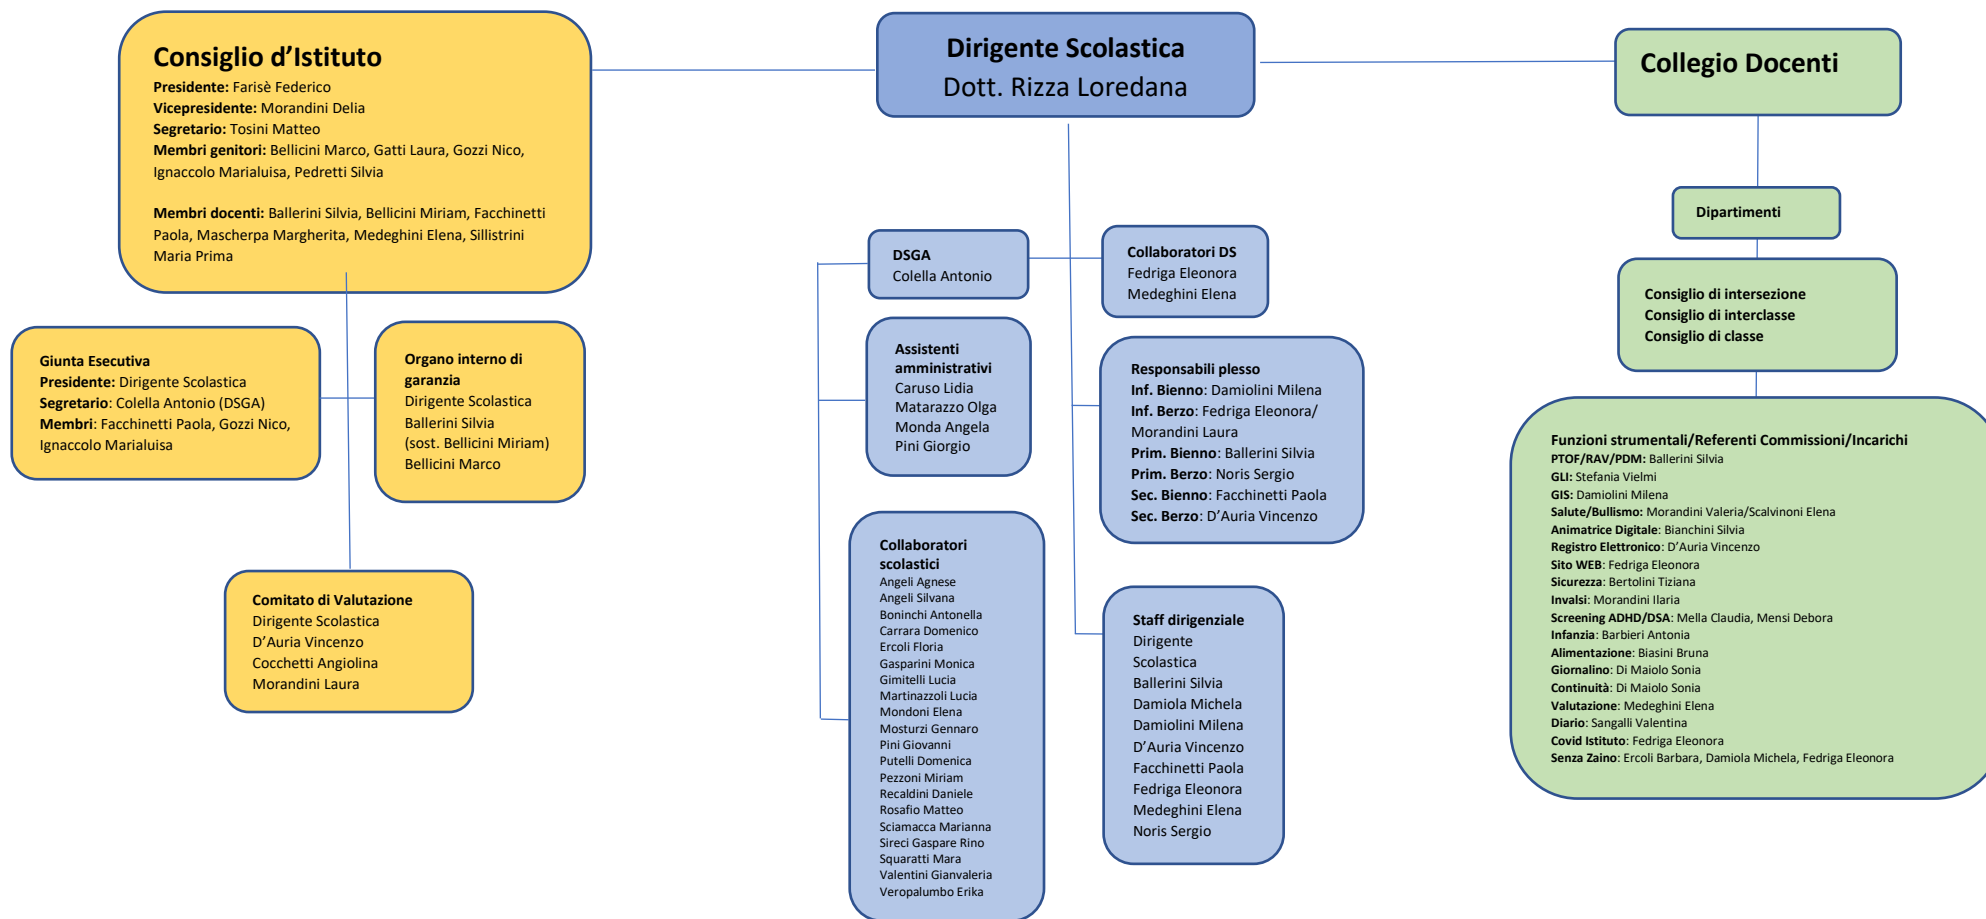 Consiglio d’Istituto
Presidente: Farisè Federico
Vicepresidente: Morandini Delia
Segretario: Tosini Matteo
Membri genitori: Bellicini Marco, Gatti Laura, Gozzi Nico,
Ignaccolo Marialuisa, Pedretti Silvia
Membri docenti: Ballerini Silvia, Bellicini Miriam, Facchinetti
Paola, Mascherpa Margherita, Medeghini Elena, Sillistrini
Maria Prima
Giunta Esecutiva
Presidente: Dirigente Scolastica
Segretario: Colella Antonio (DSGA)
Membri: Facchinetti Paola, Gozzi Nico,
Ignaccolo Marialuisa
Organo interno di
garanzia
Dirigente Scolastica
Ballerini Silvia
(sost. Bellicini Miriam)
Bellicini Marco
Comitato di Valutazione
Dirigente Scolastica
D’Auria Vincenzo
Cocchetti Angiolina
Morandini Laura
Dirigente Scolastica
Dott. Rizza Loredana
DSGA
Colella Antonio
Collaboratori DS
Fedriga Eleonora
Medeghini Elena
Assistenti
amministrativi
Caruso Lidia
Matarazzo Olga
Monda Angela
Pini Giorgio
Responsabili plesso
Inf. Bienno: Damiolini Milena
Inf. Berzo: Fedriga Eleonora/
Morandini Laura
Prim. Bienno: Ballerini Silvia
Prim. Berzo: Noris Sergio
Sec. Bienno: Facchinetti Paola
Sec. Berzo: D’Auria Vincenzo
Collaboratori
scolastici
Angeli Agnese
Angeli Silvana
Boninchi Antonella
Carrara Domenico
Ercoli Floria
Gasparini Monica
Gimitelli Lucia
Martinazzoli Lucia
Mondoni Elena
Mosturzi Gennaro
Pini Giovanni
Putelli Domenica
Pezzoni Miriam
Recaldini Daniele
Rosafio Matteo
Sciamacca Marianna
Sireci Gaspare Rino
Squaratti Mara
Valentini Gianvaleria
Veropalumbo Erika
Staff dirigenziale
Dirigente
Scolastica
Ballerini Silvia
Damiola Michela
Damiolini Milena
D’Auria Vincenzo
Facchinetti Paola
Fedriga Eleonora
Medeghini Elena
Noris Sergio
Collegio Docenti
Dipartimenti
Consiglio di intersezione
Consiglio di interclasse
Consiglio di classe
Funzioni strumentali/Referenti Commissioni/Incarichi
PTOF/RAV/PDM: Ballerini Silvia
GLI: Stefania Vielmi
GIS: Damiolini Milena
Salute/Bullismo: Morandini Valeria/Scalvinoni Elena
Animatrice Digitale: Bianchini Silvia
Registro Elettronico: D’Auria Vincenzo
Sito WEB: Fedriga Eleonora
Sicurezza: Bertolini Tiziana
Invalsi: Morandini Ilaria
Screening ADHD/DSA: Mella Claudia, Mensi Debora
Infanzia: Barbieri Antonia
Alimentazione: Biasini Bruna
Giornalino: Di Maiolo Sonia
Continuità: Di Maiolo Sonia
Valutazione: Medeghini Elena
Diario: Sangalli Valentina
Covid Istituto: Fedriga Eleonora
Senza Zaino: Ercoli Barbara, Damiola Michela, Fedriga Eleonora